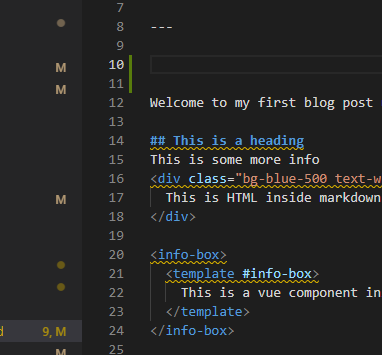 7
8 ---
9
M 10
M 11
12 Welcome to my first blog post
13
14 ## This is a heading
15 This is some more info
16 <div class="bg-blue-500 text-w
M 17 This is HTML inside markdown
18 </div>
19
20 <info-box>
21 <template #info-box>
22 This is a vue component in
23 </template>
d 9, M 24 </info-box>
M 25